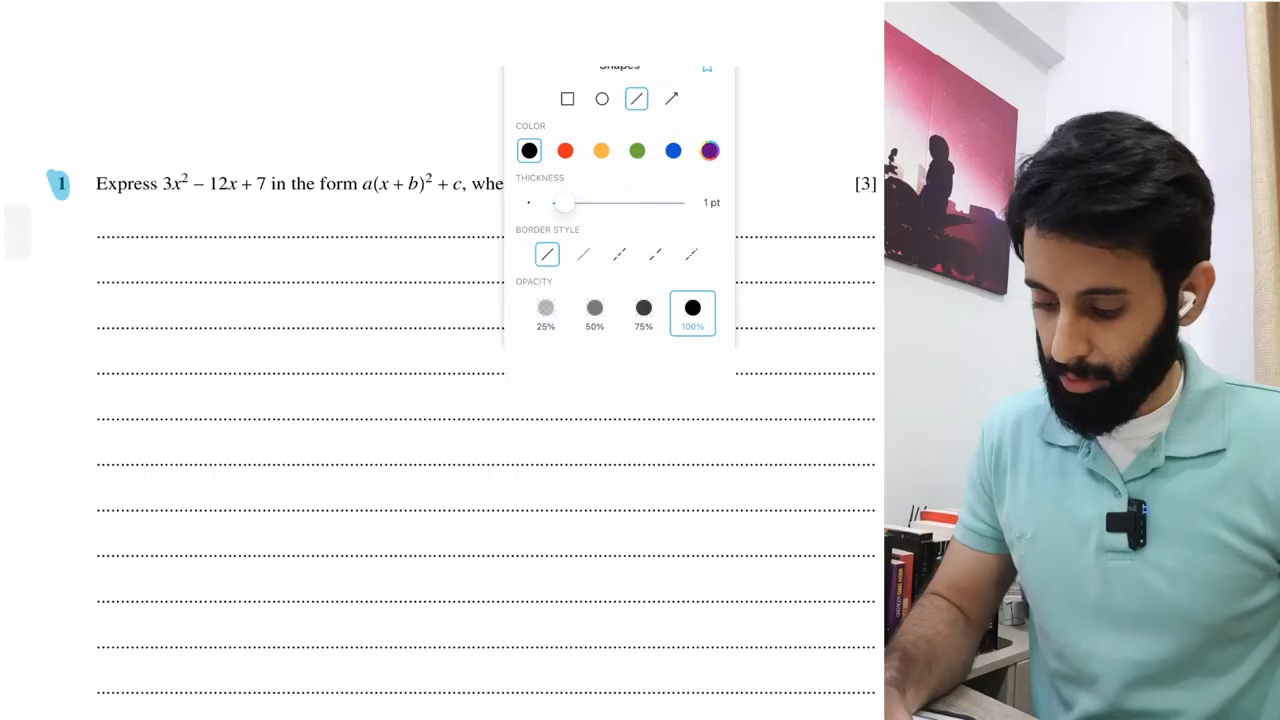 Shapes
COLOR
1 Express 3x² − 12x + 7 in the form a(x + b)² + c, whe [3]
THICKNESS
1 pt
BORDER STYLE
OPACITY
25% 50% 75% 100%